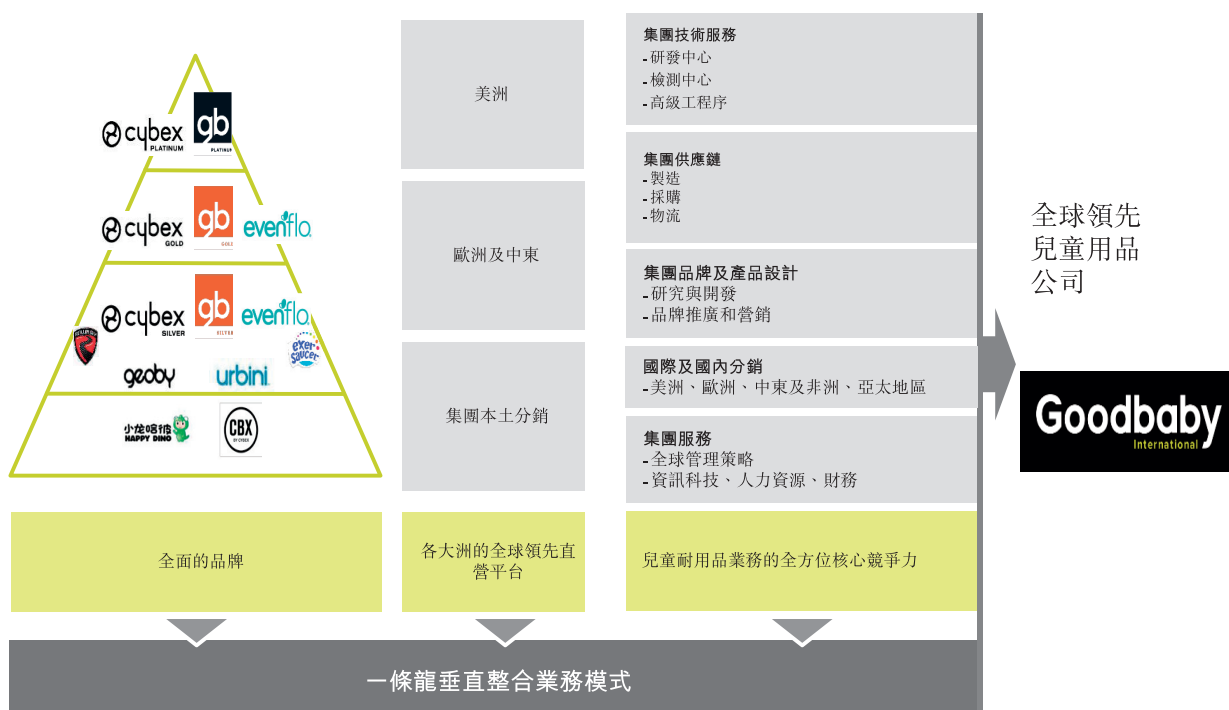 cybex
PLATINUM
gb
PLATINUM
cybex
GOLD
gb
GOLD
evenflo
cybex
SILVER
gb
SILVER
evenflo
exer
saucer
geoby
urbini
HAPPY DINO
CBX
BY CYBEX
全面的品牌
美洲
歐洲及中東
集團本土分銷
各大洲的全球領先直
營平台
集團技術服務
- 研發中心
- 檢測中心
- 高級工程序
集團供應鏈
- 製造
- 採購
- 物流
集團品牌及產品設計
- 研究與開發
- 品牌推廣和營銷
國際及國內分銷
- 美洲、歐洲、中東及非洲、亞太地區
集團服務
- 全球管理策略
- 資訊科技、人力資源、財務
兒童耐用品業務的全方位核心競爭力
一條龍垂直整合業務模式
全球領先
兒童用品
公司
Goodbaby
International